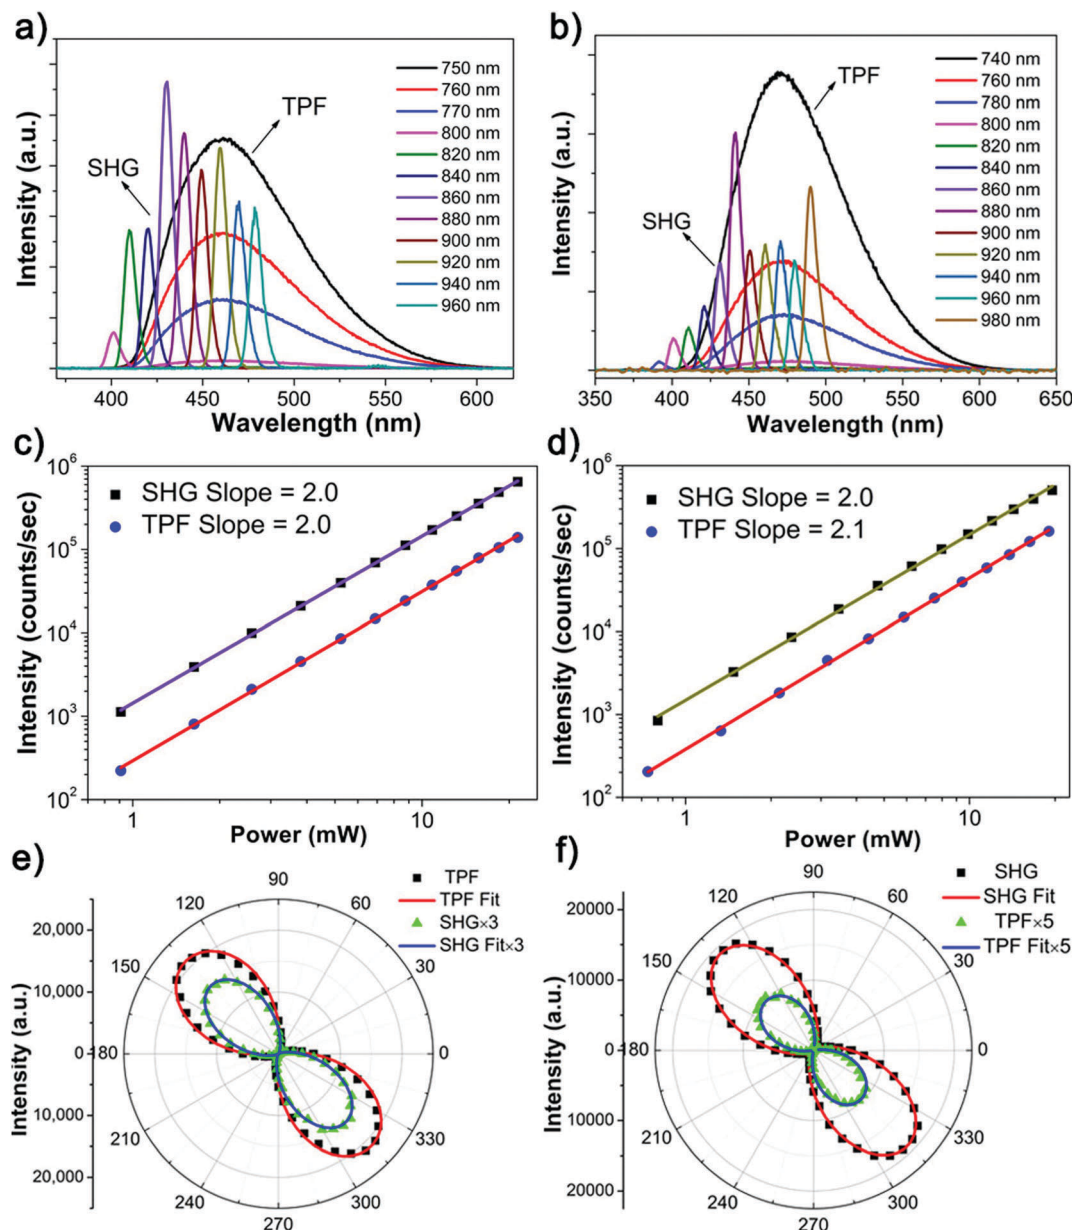 a)
Intensity (a.u.)
SHG
TPF
750 nm
760 nm
770 nm
800 nm
820 nm
840 nm
860 nm
880 nm
900 nm
920 nm
940 nm
960 nm
400 450 500 550 600
Wavelength (nm)
b)
Intensity (a.u.)
SHG
TPF
740 nm
760 nm
780 nm
800 nm
820 nm
840 nm
860 nm
880 nm
900 nm
920 nm
940 nm
960 nm
980 nm
350 400 450 500 550 600 650
Wavelength (nm)
c)
Intensity (counts/sec)
10^6
10^5
10^4
10^3
10^2
SHG Slope = 2.0
TPF Slope = 2.0
1 10
Power (mW)
d)
Intensity (counts/sec)
10^6
10^5
10^4
10^3
10^2
SHG Slope = 2.0
TPF Slope = 2.1
1 10
Power (mW)
e)
Intensity (a.u.)
20,000
10,000
0
10,000
20,000
TPF
TPF Fit
SHG×3
SHG Fit×3
90
120 60
150 30
180 0
210 330
240 300
270
f)
Intensity (a.u.)
20000
10000
0
10000
20000
SHG
SHG Fit
TPF×5
TPF Fit×5
90
120 60
150 30
180 0
210 330
240 300
270